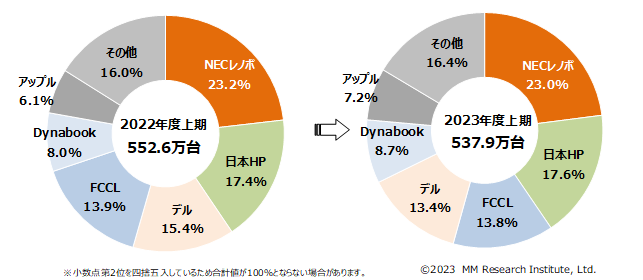 NECレノボ
23.2%
日本HP
17.4%
デル
15.4%
FCCL
13.9%
Dynabook
8.0%
アップル
6.1%
その他
16.0%
2022年度上期
552.6万台
NECレノボ
23.0%
日本HP
17.6%
FCCL
13.8%
デル
13.4%
Dynabook
8.7%
アップル
7.2%
その他
16.4%
2023年度上期
537.9万台
※小数点第2位を四捨五入しているため合計値が100%とならない場合があります。
©2023 MM Research Institute, Ltd.